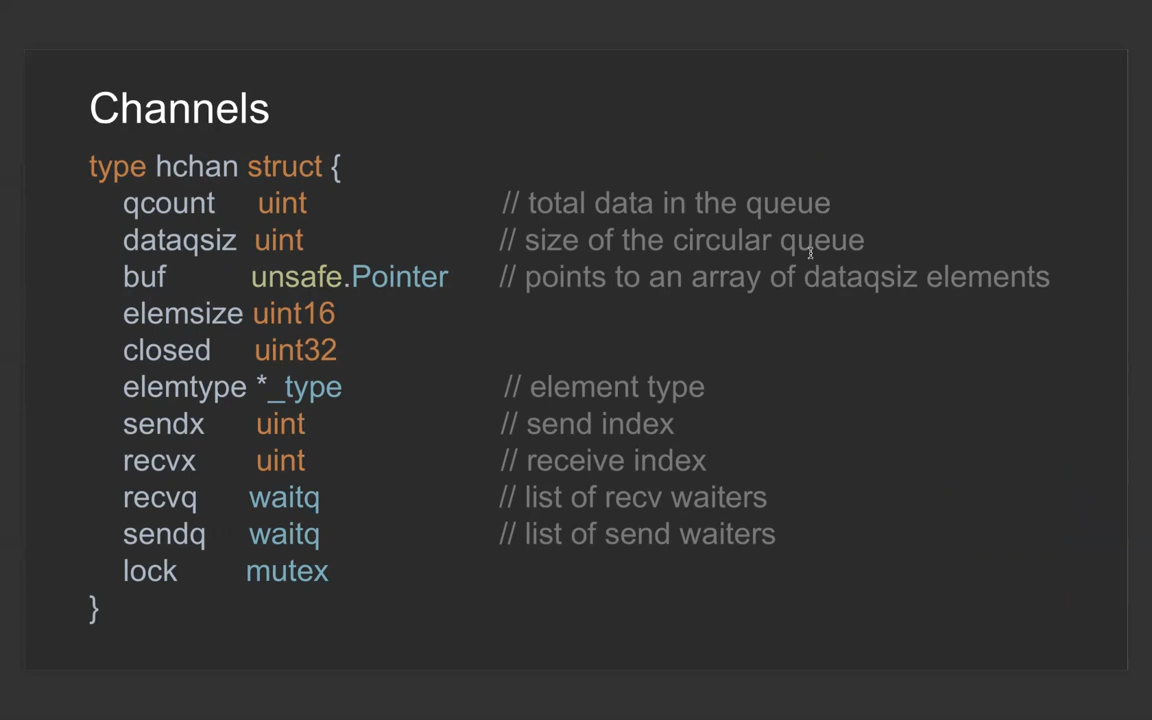 Channels
type hchan struct {
qcount uint // total data in the queue
dataqsiz uint // size of the circular queue
buf unsafe.Pointer // points to an array of dataqsiz elements
elemsize uint16
closed uint32
elemtype *_type // element type
sendx uint // send index
recvx uint // receive index
recvq waitq // list of recv waiters
sendq waitq // list of send waiters
lock mutex
}